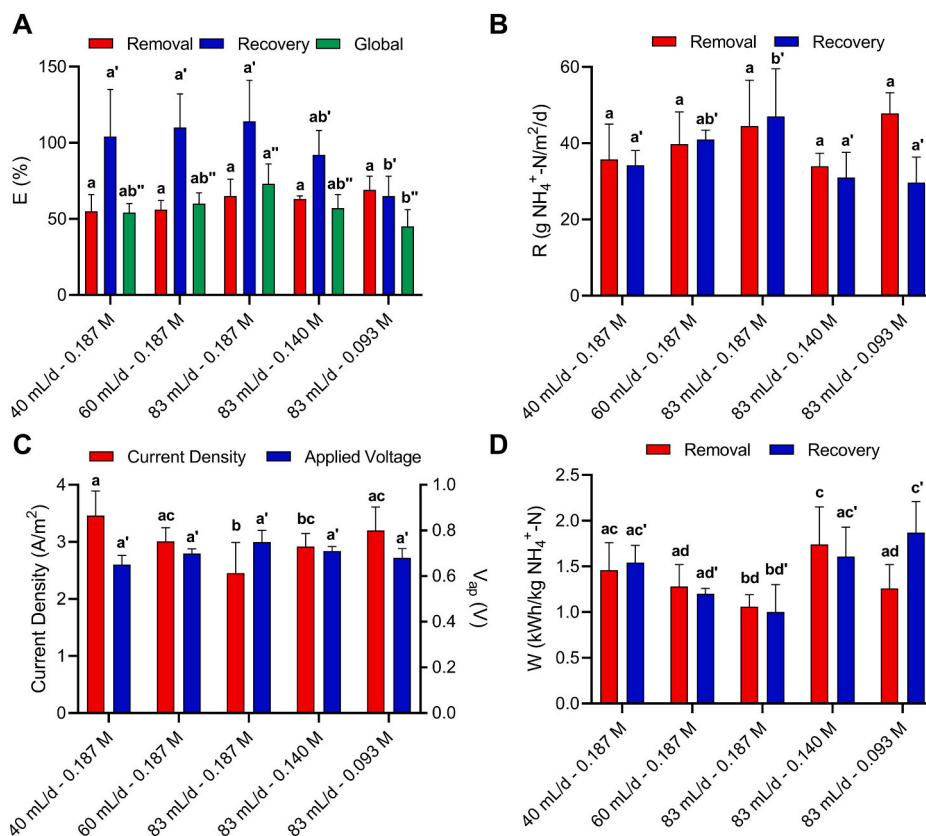 A
Removal Recovery Global
E (%)
150
100
50
0
a a' ab"
a a' ab"
a a' a"
a ab' ab"
a b' b"
40 mL/d - 0.187 M
60 mL/d - 0.187 M
83 mL/d - 0.187 M
83 mL/d - 0.140 M
83 mL/d - 0.093 M
B
Removal Recovery
R (g NH₄⁺-N/m²/d)
60
40
20
0
a a'
a ab'
a b'
a a'
a a'
40 mL/d - 0.187 M
60 mL/d - 0.187 M
83 mL/d - 0.187 M
83 mL/d - 0.140 M
83 mL/d - 0.093 M
C
Current Density Applied Voltage
Current Density (A/m²)
4
3
2
1
0
a a'
ac a'
b a'
bc a'
ac a'
1.0
0.8
0.6
0.4
0.2
0.0
Vap (V)
40 mL/d - 0.187 M
60 mL/d - 0.187 M
83 mL/d - 0.187 M
83 mL/d - 0.140 M
83 mL/d - 0.093 M
D
Removal Recovery
W (kWh/kg NH₄⁺-N)
2.5
2.0
1.5
1.0
0.5
0.0
ac ac'
ad ad'
bd bd'
c ac'
ad c'
40 mL/d - 0.187 M
60 mL/d - 0.187 M
83 mL/d - 0.187 M
83 mL/d - 0.140 M
83 mL/d - 0.093 M